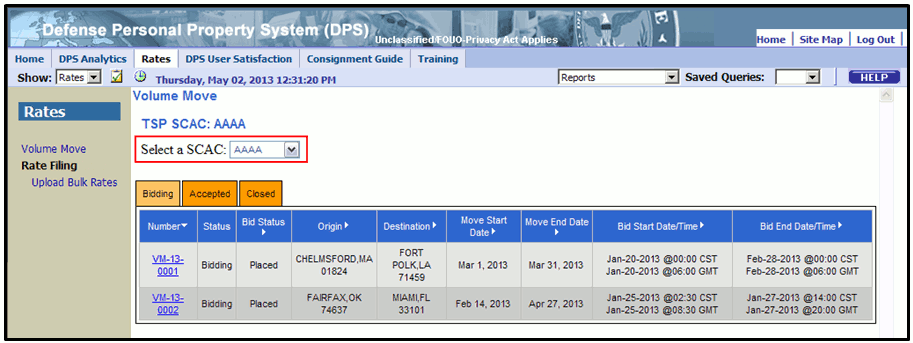 Defense Personal Property System (DPS)
Unclassified/FOUO-Privacy Act Applies
Home | Site Map | Log Out |
Home DPS Analytics Rates DPS User Satisfaction Consignment Guide Training
Show: Rates Thursday, May 02, 2013 12:31:20 PM Reports Saved Queries: HELP
Rates
Volume Move
Rate Filing
Upload Bulk Rates
Volume Move
TSP SCAC: AAAA
Select a SCAC: AAAA
Bidding Accepted Closed
Number Status Bid Status Origin Destination Move Start Date Move End Date Bid Start Date/Time Bid End Date/Time
VM-13-0001 Bidding Placed CHELMSFORD,MA 01824 FORT POLK,LA 71459 Mar 1, 2013 Mar 31, 2013 Jan-20-2013 @00:00 CST Jan-20-2013 @06:00 GMT Feb-28-2013 @00:00 CST Feb-28-2013 @06:00 GMT
VM-13-0002 Bidding Placed FAIRFAX,OK 74637 MIAMI,FL 33101 Feb 14, 2013 Apr 27, 2013 Jan-25-2013 @02:30 CST Jan-25-2013 @08:30 GMT Jan-27-2013 @14:00 CST Jan-27-2013 @20:00 GMT